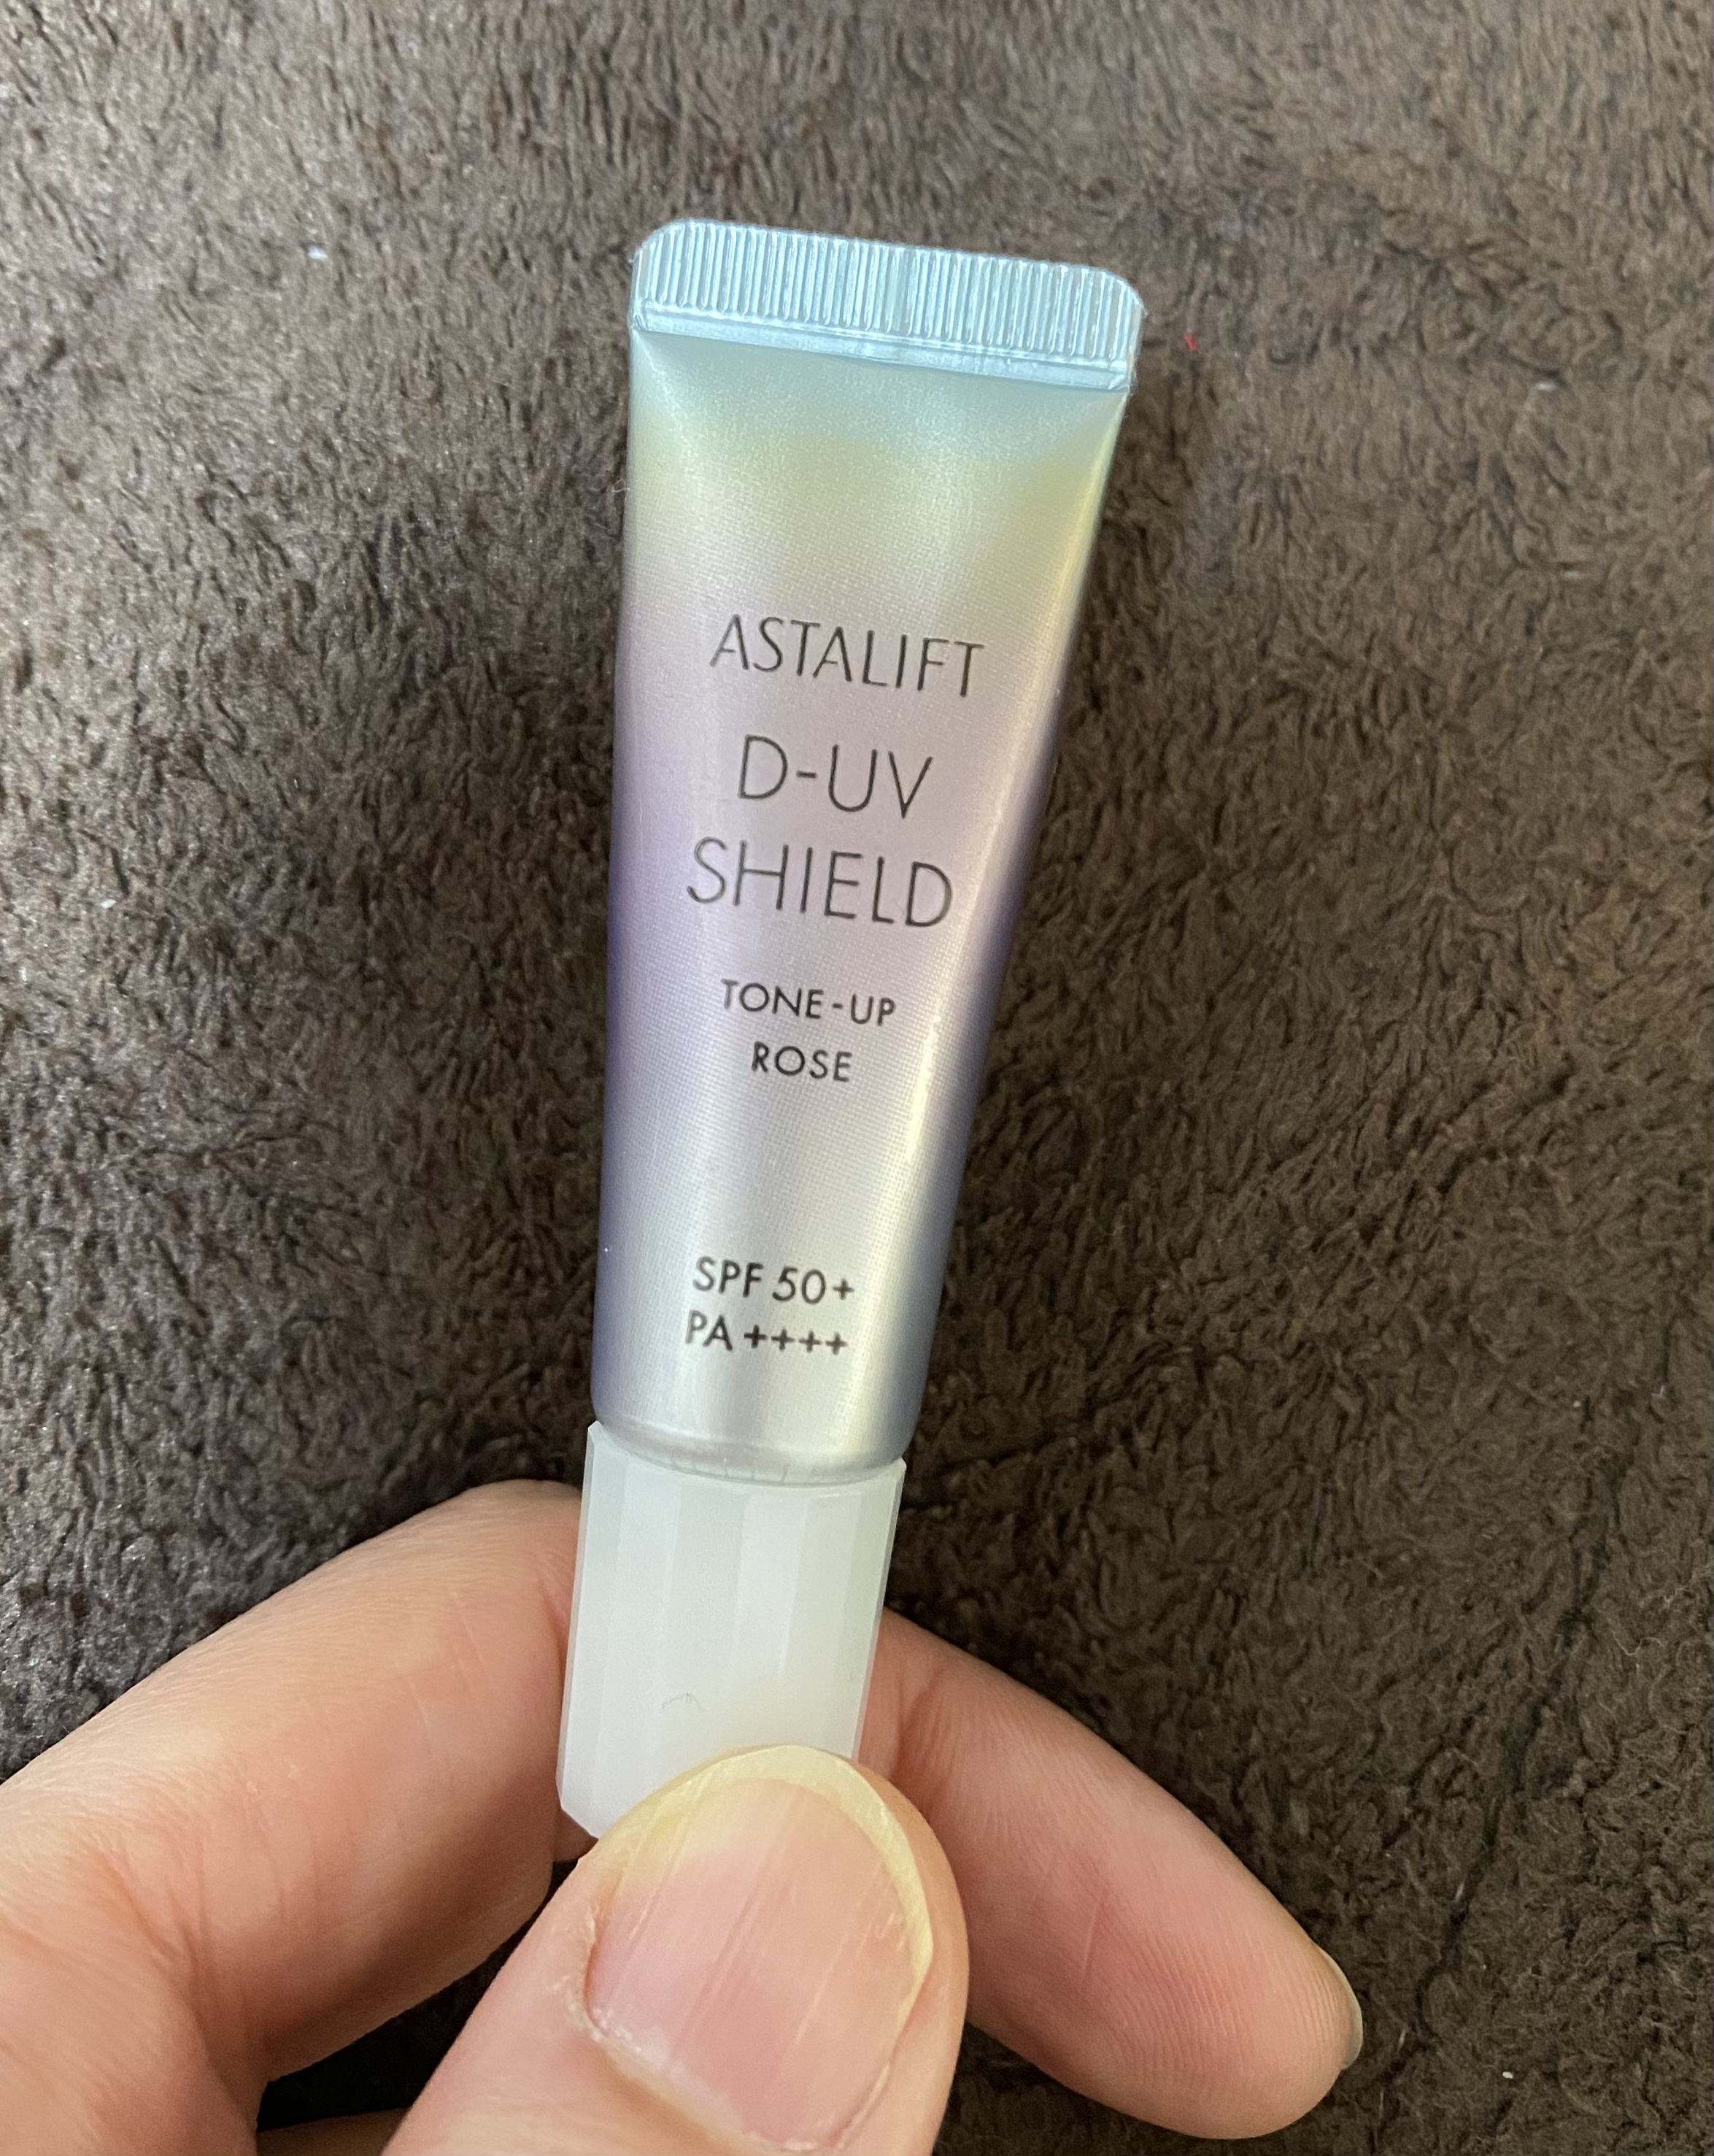 ASTALIFT
D-UV
SHIELD
TONE-UP
ROSE
SPF 50+
PA++++